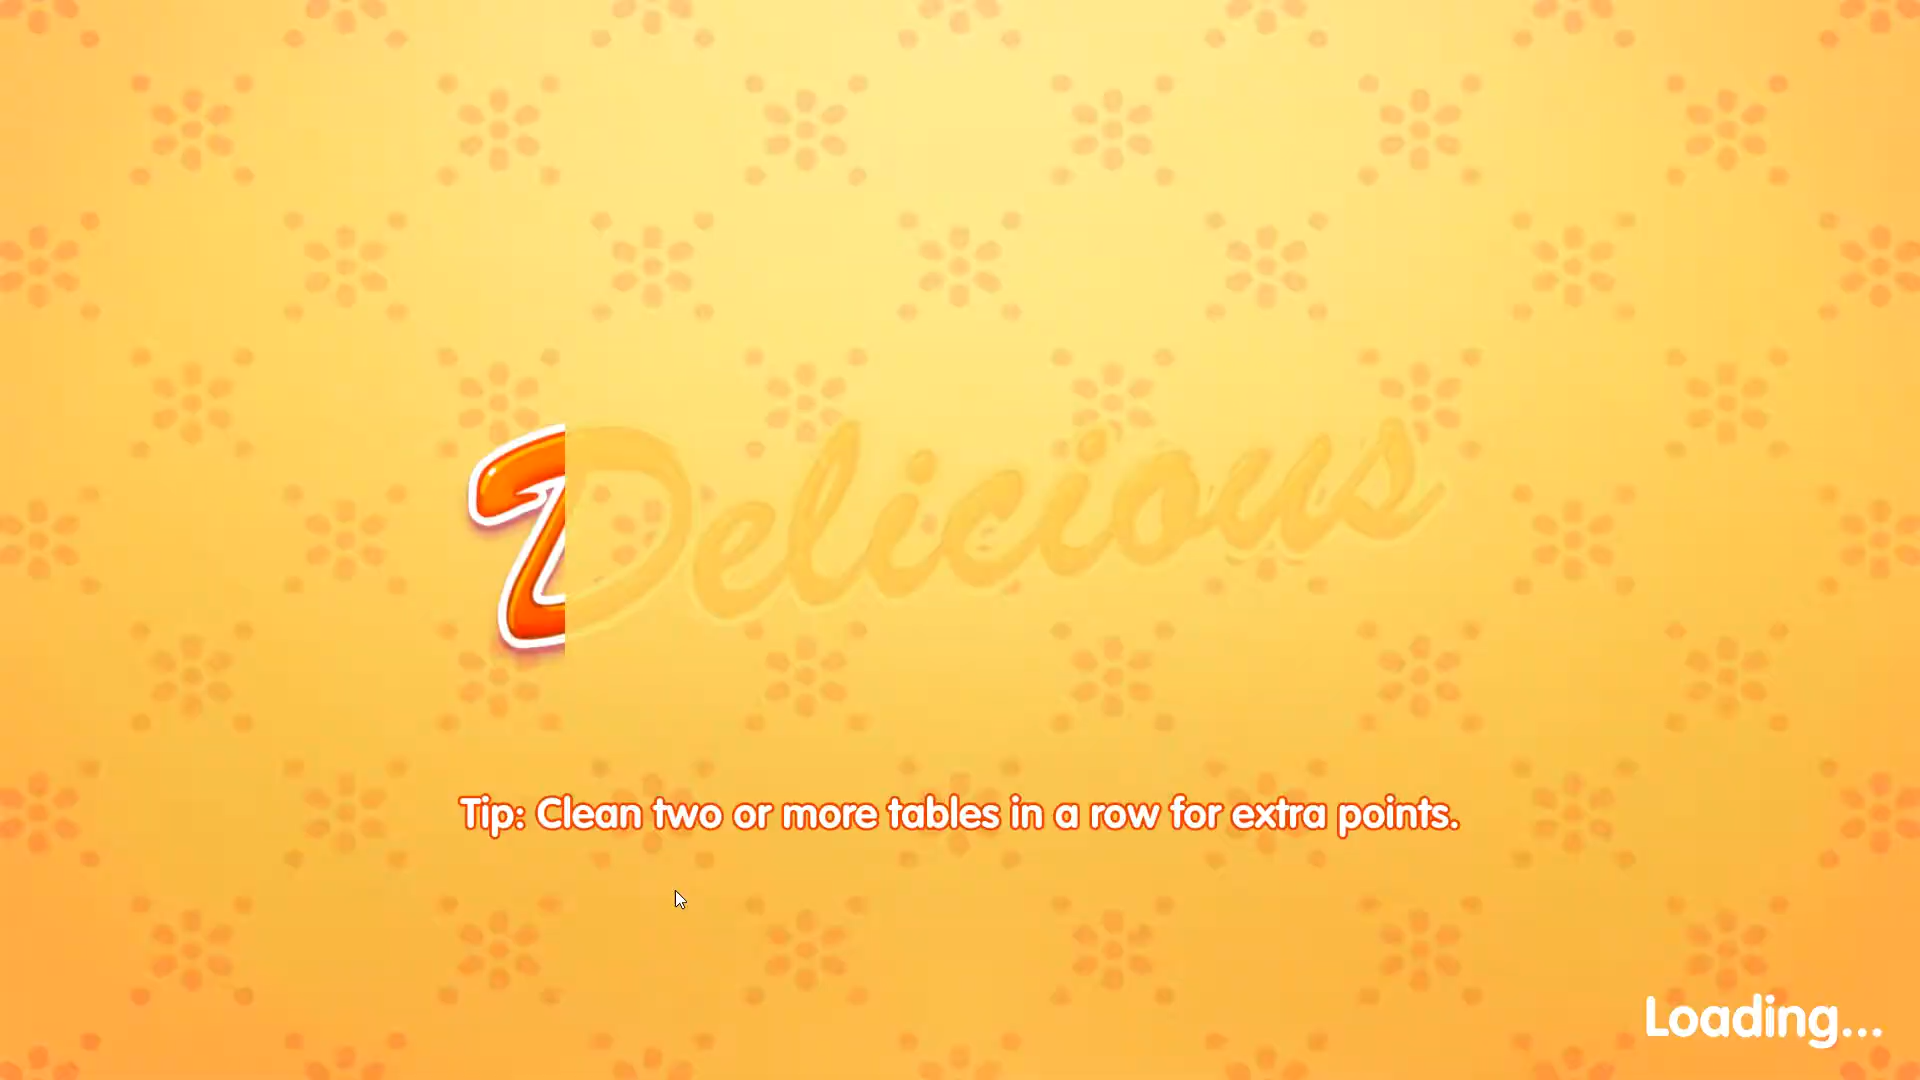 Delicious
Tip: Clean two or more tables in a row for extra points.
Loading...